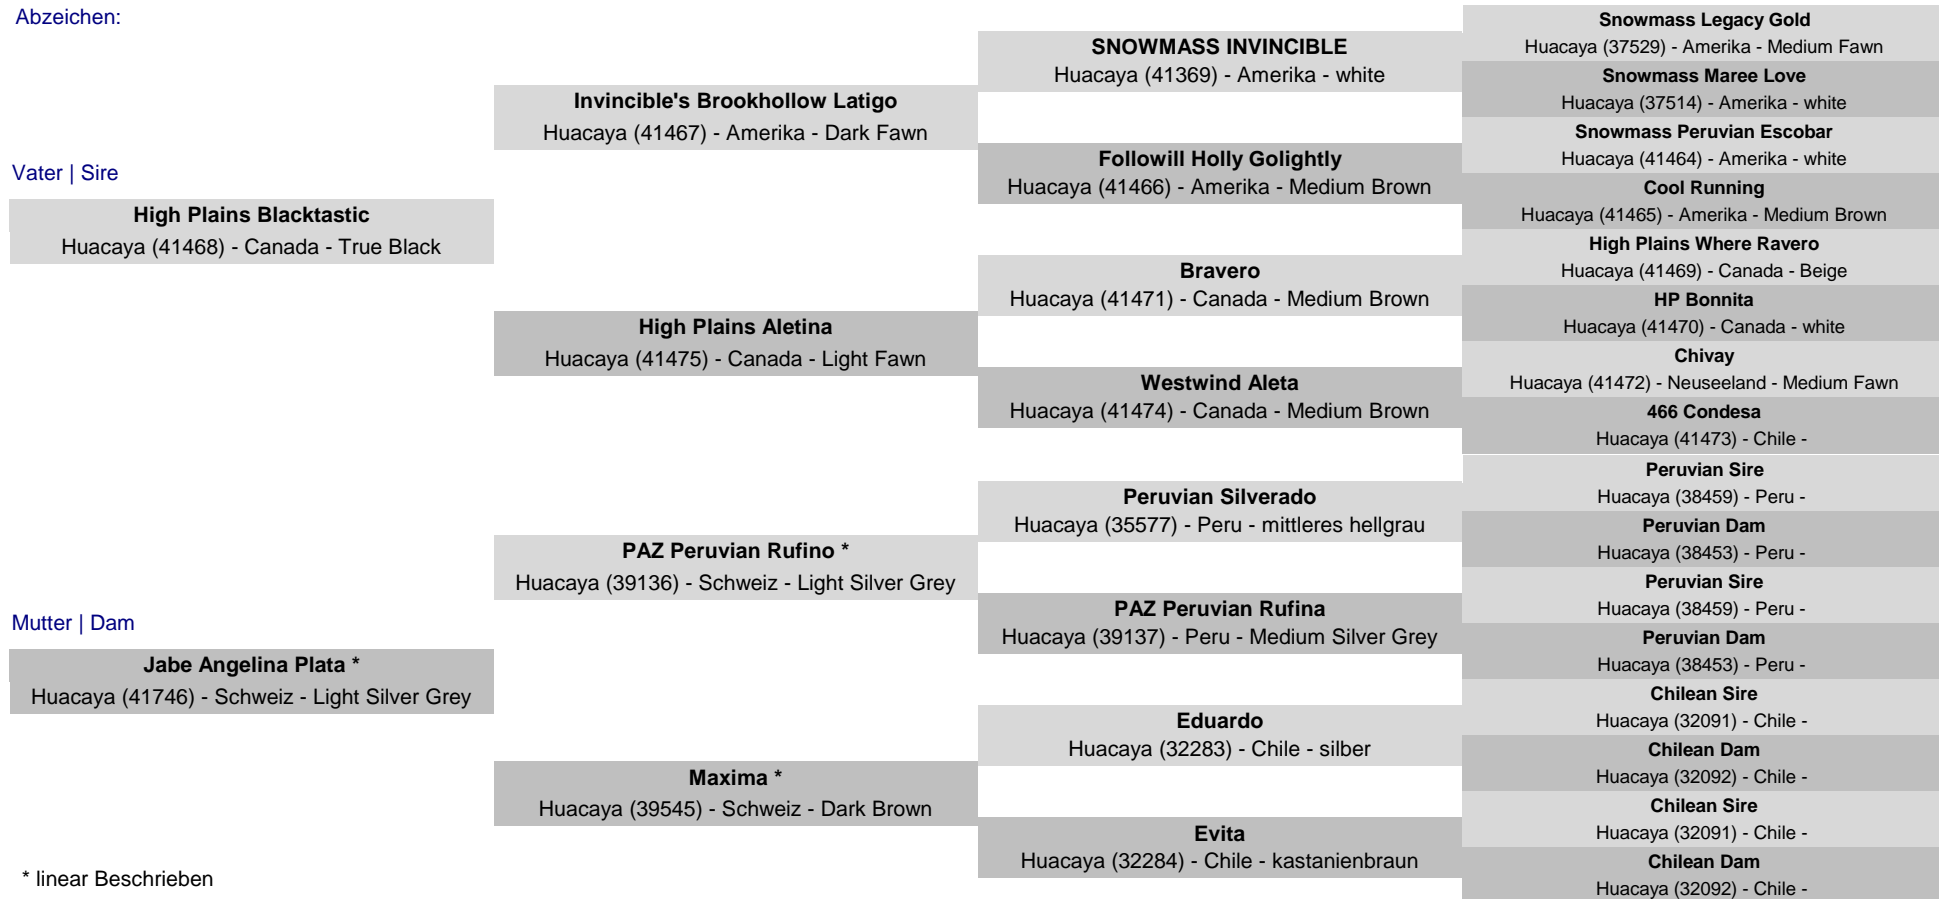 Abzeichen:
Vater | Sire
High Plains Blacktastic
Huacaya (41468) - Canada - True Black
Mutter | Dam
Jabe Angelina Plata *
Huacaya (41746) - Schweiz - Light Silver Grey
* linear Beschrieben
Invincible's Brookhollow Latigo
Huacaya (41467) - Amerika - Dark Fawn
High Plains Aletina
Huacaya (41475) - Canada - Light Fawn
PAZ Peruvian Rufino *
Huacaya (39136) - Schweiz - Light Silver Grey
Maxima *
Huacaya (39545) - Schweiz - Dark Brown
SNOWMASS INVINCIBLE
Huacaya (41369) - Amerika - white
Followill Holly Golightly
Huacaya (41466) - Amerika - Medium Brown
Bravero
Huacaya (41471) - Canada - Medium Brown
Westwind Aleta
Huacaya (41474) - Canada - Medium Brown
Peruvian Silverado
Huacaya (35577) - Peru - mittleres hellgrau
PAZ Peruvian Rufina
Huacaya (39137) - Peru - Medium Silver Grey
Eduardo
Huacaya (32283) - Chile - silber
Evita
Huacaya (32284) - Chile - kastanienbraun
Snowmass Legacy Gold
Huacaya (37529) - Amerika - Medium Fawn
Snowmass Maree Love
Huacaya (37514) - Amerika - white
Snowmass Peruvian Escobar
Huacaya (41464) - Amerika - white
Cool Running
Huacaya (41465) - Amerika - Medium Brown
High Plains Where Ravero
Huacaya (41469) - Canada - Beige
HP Bonnita
Huacaya (41470) - Canada - white
Chivay
Huacaya (41472) - Neuseeland - Medium Fawn
466 Condesa
Huacaya (41473) - Chile -
Peruvian Sire
Huacaya (38459) - Peru -
Peruvian Dam
Huacaya (38453) - Peru -
Peruvian Sire
Huacaya (38459) - Peru -
Peruvian Dam
Huacaya (38453) - Peru -
Chilean Sire
Huacaya (32091) - Chile -
Chilean Dam
Huacaya (32092) - Chile -
Chilean Sire
Huacaya (32091) - Chile -
Chilean Dam
Huacaya (32092) - Chile -